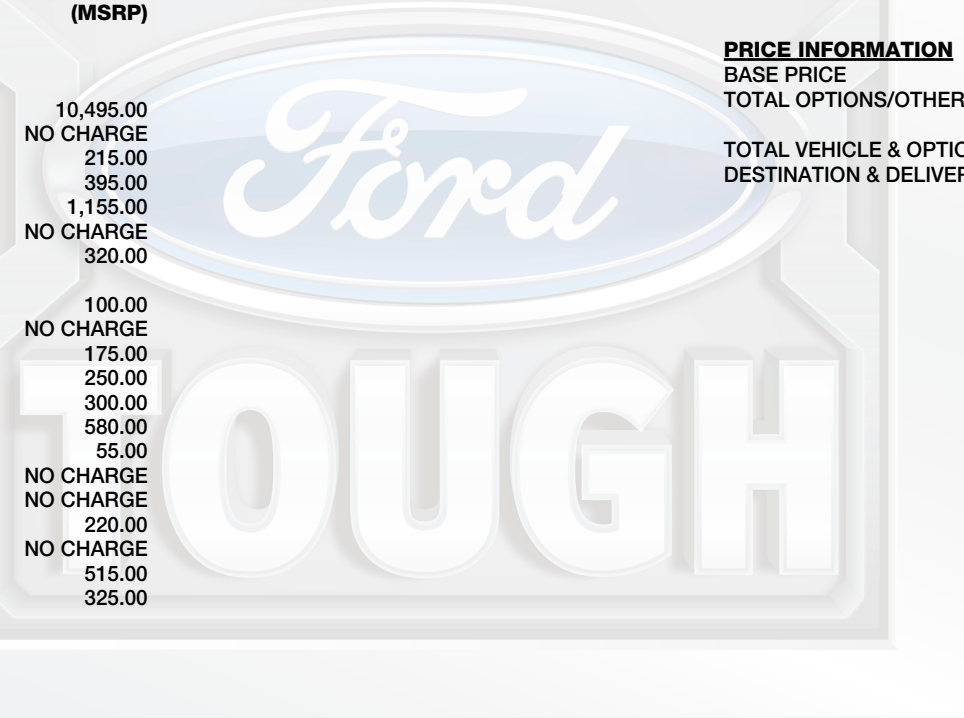 (MSRP)
10,495.00
NO CHARGE
215.00
395.00
1,155.00
NO CHARGE
320.00
100.00
NO CHARGE
175.00
250.00
300.00
580.00
55.00
NO CHARGE
NO CHARGE
220.00
NO CHARGE
515.00
325.00
PRICE INFORMATION
BASE PRICE
TOTAL OPTIONS/OTHER
TOTAL VEHICLE & OPTIO
DESTINATION & DELIVER
Ford
TOUGH